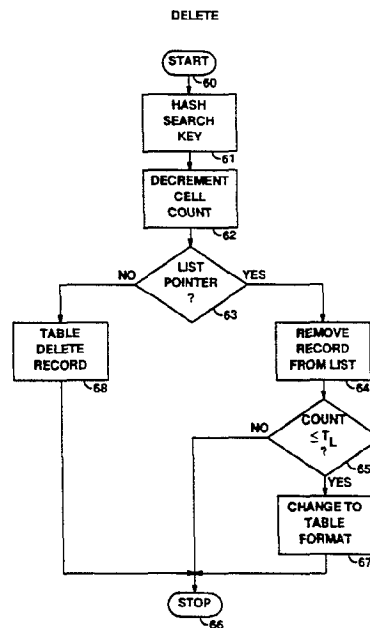 DELETE
START
60
HASH
SEARCH
KEY
61
DECREMENT
CELL
COUNT
62
LIST
POINTER
?
63
NO
YES
TABLE
DELETE
RECORD
68
REMOVE
RECORD
FROM LIST
64
COUNT
≤ TL
?
65
NO
YES
CHANGE TO
TABLE
FORMAT
67
STOP
66